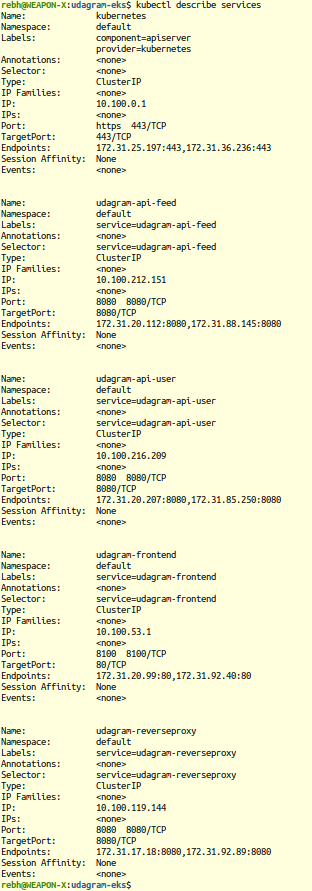 rebh@WEAPON-X:udagram-eks$ kubectl describe services
Name: kubernetes
Namespace: default
Labels: component=apiserver
provider=kubernetes
Annotations: <none>
Selector: <none>
Type: ClusterIP
IP Families: <none>
IP: 10.100.0.1
IPs: <none>
Port: https 443/TCP
TargetPort: 443/TCP
Endpoints: 172.31.25.197:443,172.31.36.236:443
Session Affinity: None
Events: <none>
Name: udagram-api-feed
Namespace: default
Labels: service=udagram-api-feed
Annotations: <none>
Selector: service=udagram-api-feed
Type: ClusterIP
IP Families: <none>
IP: 10.100.212.151
IPs: <none>
Port: 8080 8080/TCP
TargetPort: 8080/TCP
Endpoints: 172.31.20.112:8080,172.31.88.145:8080
Session Affinity: None
Events: <none>
Name: udagram-api-user
Namespace: default
Labels: service=udagram-api-user
Annotations: <none>
Selector: service=udagram-api-user
Type: ClusterIP
IP Families: <none>
IP: 10.100.216.209
IPs: <none>
Port: 8080 8080/TCP
TargetPort: 8080/TCP
Endpoints: 172.31.20.207:8080,172.31.85.250:8080
Session Affinity: None
Events: <none>
Name: udagram-frontend
Namespace: default
Labels: service=udagram-frontend
Annotations: <none>
Selector: service=udagram-frontend
Type: ClusterIP
IP Families: <none>
IP: 10.100.53.1
IPs: <none>
Port: 8100 8100/TCP
TargetPort: 80/TCP
Endpoints: 172.31.20.99:80,172.31.92.40:80
Session Affinity: None
Events: <none>
Name: udagram-reverseproxy
Namespace: default
Labels: service=udagram-reverseproxy
Annotations: <none>
Selector: service=udagram-reverseproxy
Type: ClusterIP
IP Families: <none>
IP: 10.100.119.144
IPs: <none>
Port: 8080 8080/TCP
TargetPort: 8080/TCP
Endpoints: 172.31.17.18:8080,172.31.92.89:8080
Session Affinity: None
Events: <none>
rebh@WEAPON-X:udagram-eks$